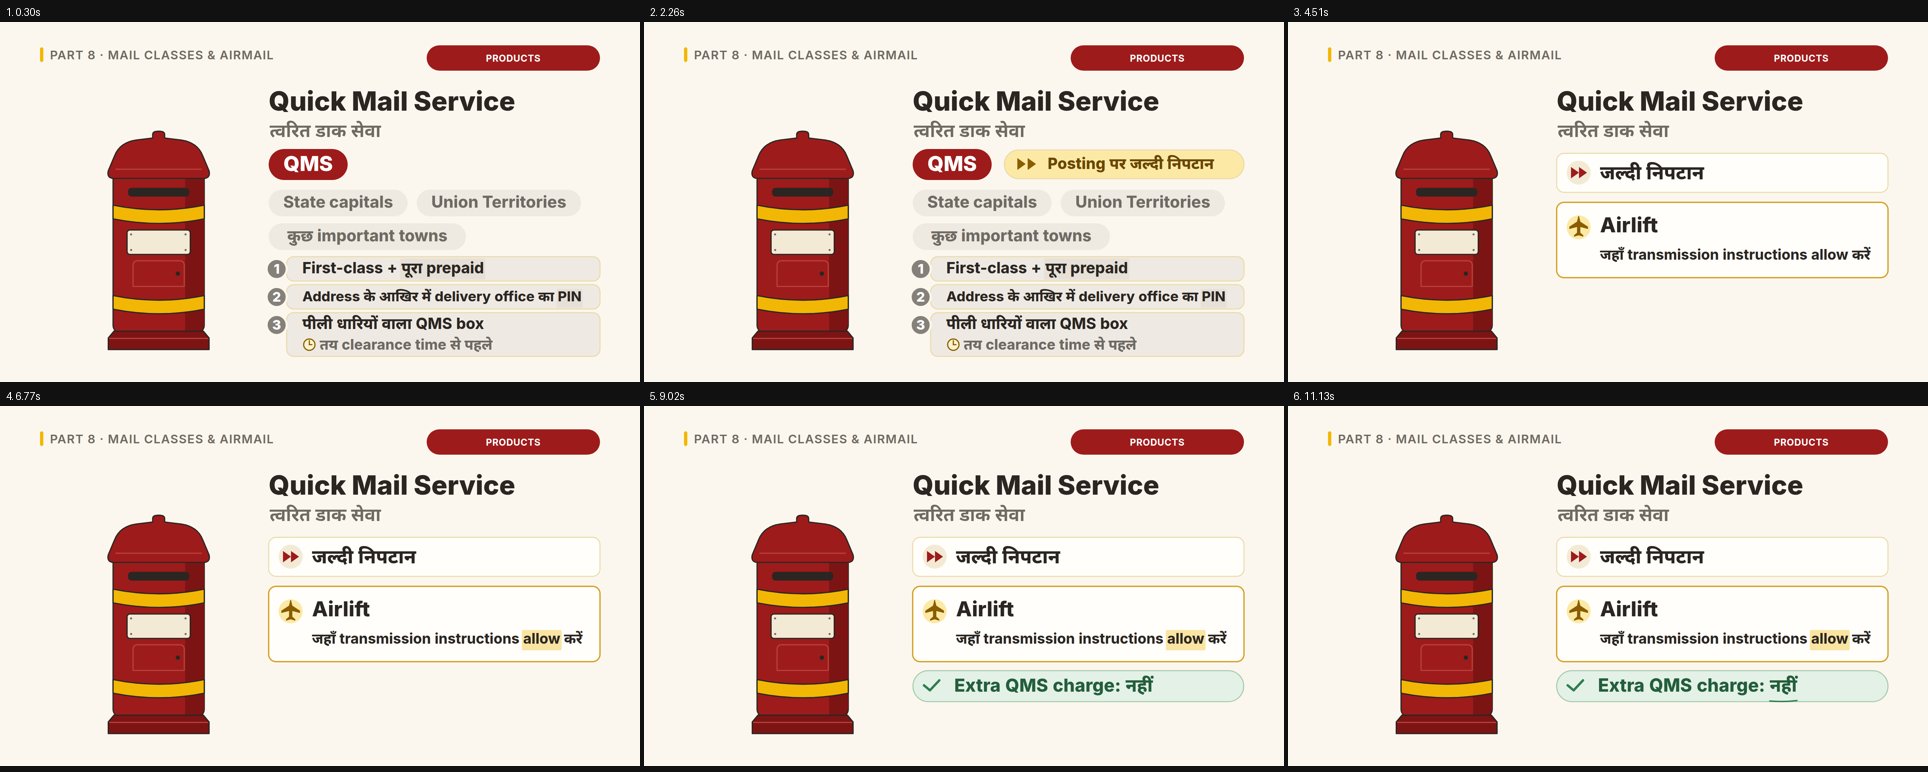 1. 0.30s
PART 8 · MAIL CLASSES & AIRMAIL
PRODUCTS
Quick Mail Service
त्वरित डाक सेवा
QMS
State capitals
Union Territories
कुछ important towns
1 First-class + पूरा prepaid
2 Address के आखिर में delivery office का PIN
3 पीली धारियों वाला QMS box
तय clearance time से पहले
2. 2.26s
PART 8 · MAIL CLASSES & AIRMAIL
PRODUCTS
Quick Mail Service
त्वरित डाक सेवा
QMS
Posting पर जल्दी निपटान
State capitals
Union Territories
कुछ important towns
1 First-class + पूरा prepaid
2 Address के आखिर में delivery office का PIN
3 पीली धारियों वाला QMS box
तय clearance time से पहले
3. 4.51s
PART 8 · MAIL CLASSES & AIRMAIL
PRODUCTS
Quick Mail Service
त्वरित डाक सेवा
जल्दी निपटान
Airlift
जहाँ transmission instructions allow करें
4. 6.77s
PART 8 · MAIL CLASSES & AIRMAIL
PRODUCTS
Quick Mail Service
त्वरित डाक सेवा
जल्दी निपटान
Airlift
जहाँ transmission instructions allow करें
5. 9.02s
PART 8 · MAIL CLASSES & AIRMAIL
PRODUCTS
Quick Mail Service
त्वरित डाक सेवा
जल्दी निपटान
Airlift
जहाँ transmission instructions allow करें
Extra QMS charge: नहीं
6. 11.13s
PART 8 · MAIL CLASSES & AIRMAIL
PRODUCTS
Quick Mail Service
त्वरित डाक सेवा
जल्दी निपटान
Airlift
जहाँ transmission instructions allow करें
Extra QMS charge: नहीं